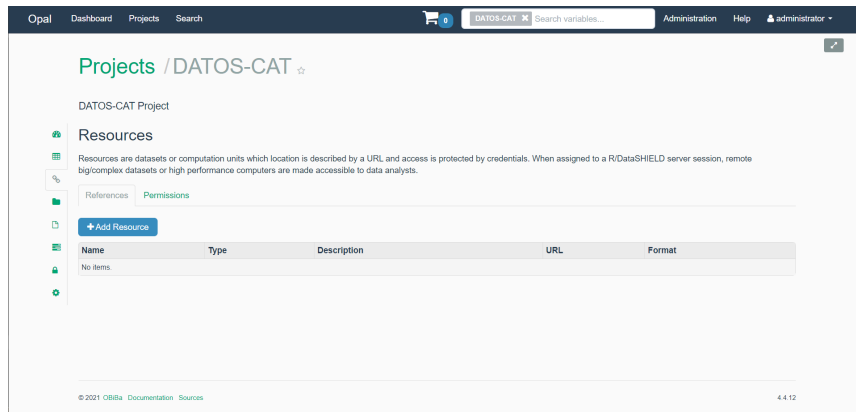 Opal Dashboard Projects Search 0 DATOS-CAT Search variables... Administration Help administrator
Projects / DATOS-CAT
DATOS-CAT Project
Resources
Resources are datasets or computation units which location is described by a URL and access is protected by credentials. When assigned to a R/DataSHIELD server session, remote
big/complex datasets or high performance computers are made accessible to data analysts.
References Permissions
+ Add Resource
Name Type Description URL Format
No items.
© 2021 OBiBa Documentation Sources 4.4.12